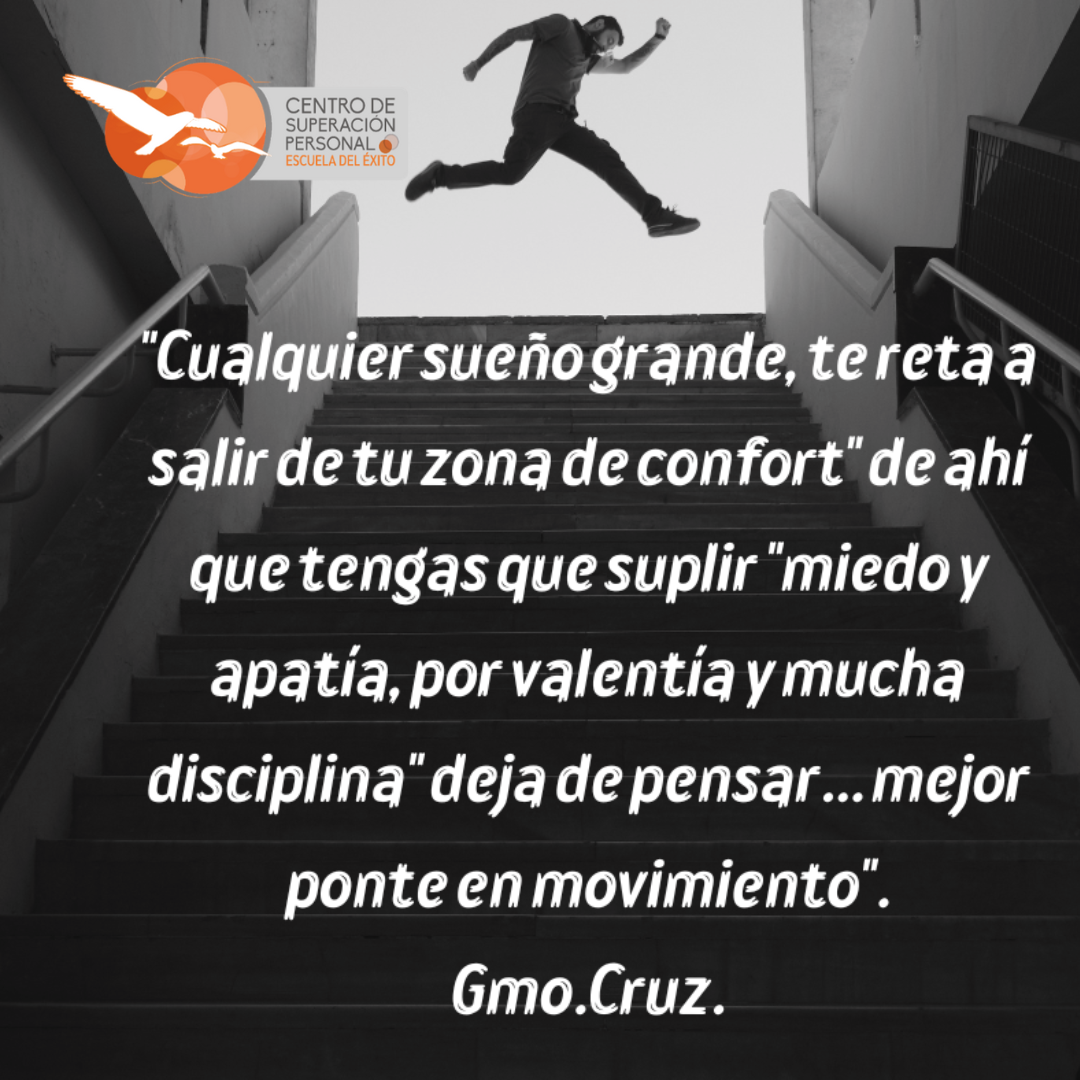 CENTRO DE
SUPERACIÓN
PERSONAL
ESCUELA DEL ÉXITO
"Cualquier sueño grande, te reta a
salir de tu zona de confort" de ahí
que tengas que suplir "miedo y
apatía, por valentía y mucha
disciplina" deja de pensar... mejor
ponte en movimiento".
Gmo.Cruz.